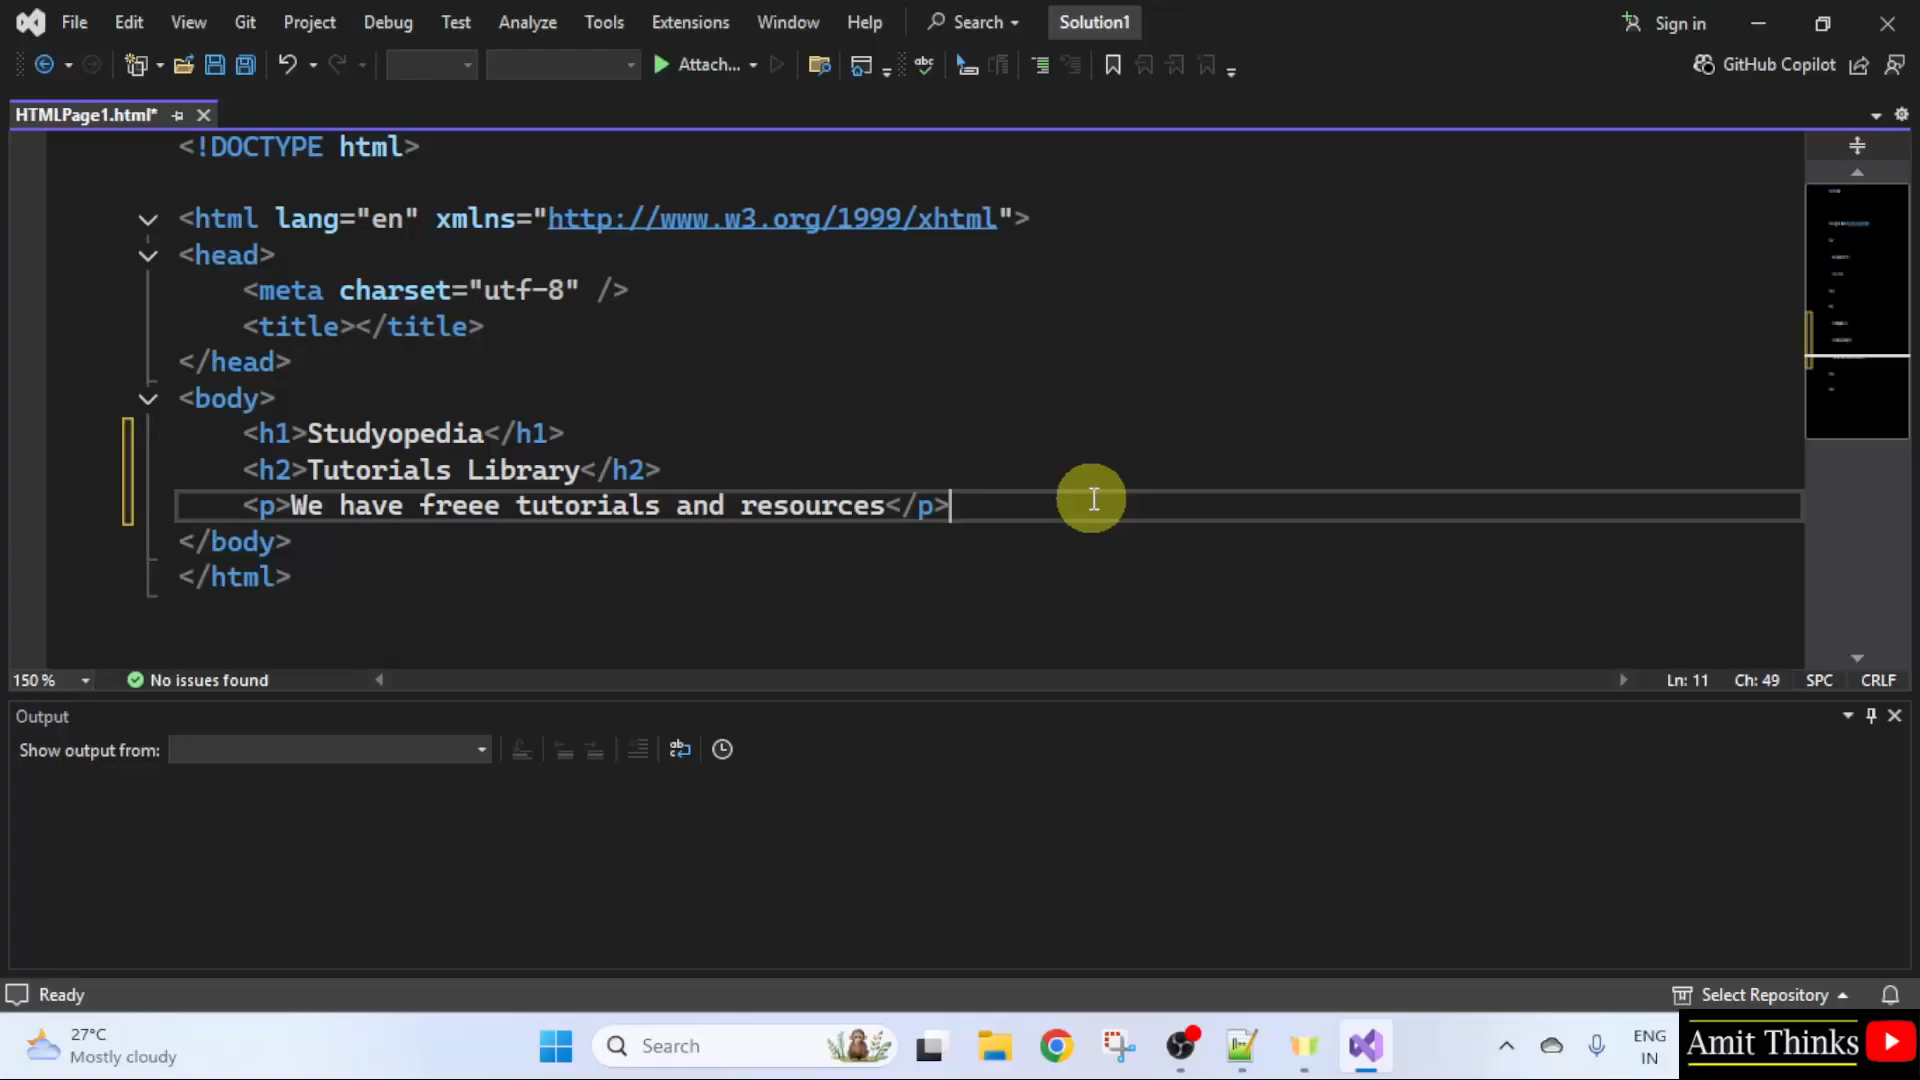 File Edit View Git Project Debug Test Analyze Tools Extensions Window Help Search Solution1 Sign in
Attach... abc GitHub Copilot
HTMLPage1.html*
<!DOCTYPE html>
<html lang="en" xmlns="http://www.w3.org/1999/xhtml">
<head>
<meta charset="utf-8" />
<title></title>
</head>
<body>
<h1>Studyopedia</h1>
<h2>Tutorials Library</h2>
<p>We have freee tutorials and resources</p>
</body>
</html>
150 % No issues found Ln: 11 Ch: 49 SPC CRLF
Output
Show output from:
Ready Select Repository
27°C
Mostly cloudy
Search
ENG
IN
Amit Thinks